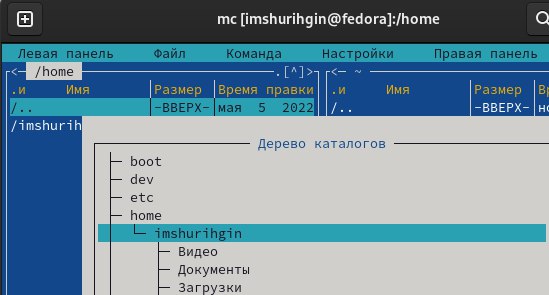 mc [imshurihgin@fedora]:/home
Левая панель Файл Команда Настройки Правая панель
<— /home .[^]> <— ~
.и Имя Размер Время правки .и Имя Размер
/.. -ВВЕРХ- мая 5 2022 /.. -ВВЕРХ-
/imshurih
Дерево каталогов
boot
dev
etc
home
imshurihgin
Видео
Документы
Загрузки